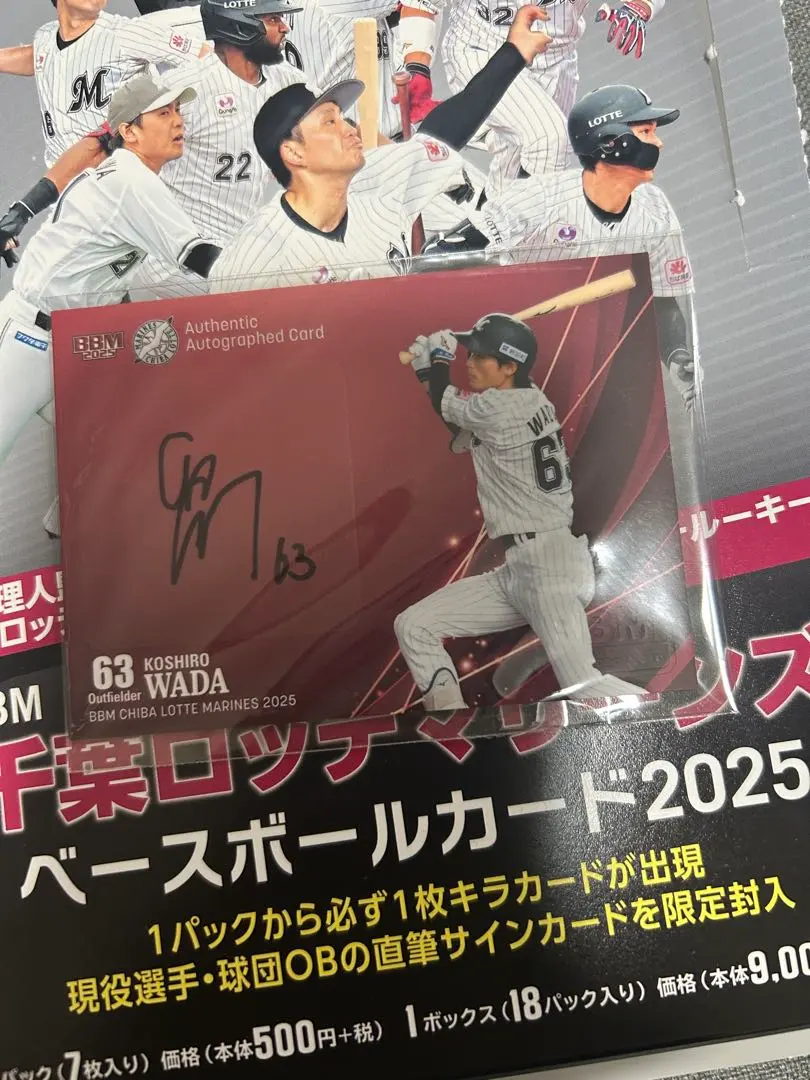 LOTTE
M
22
LOTTE
BBM
2025
MARINES
CHIBA LOTTE
Authentic
Autographed Card
63
63
Outfielder
KOSHIRO
WADA
BBM CHIBA LOTTE MARINES 2025
ルーキー
千葉ロッテマリーンズ
ベースボールカード2025
1パックから必ず1枚キラカードが出現
現役選手・球団OBの直筆サインカードを限定封入
パック(7枚入り) 価格(本体500円+税) 1ボックス(18パック入り) 価格(本体9,00